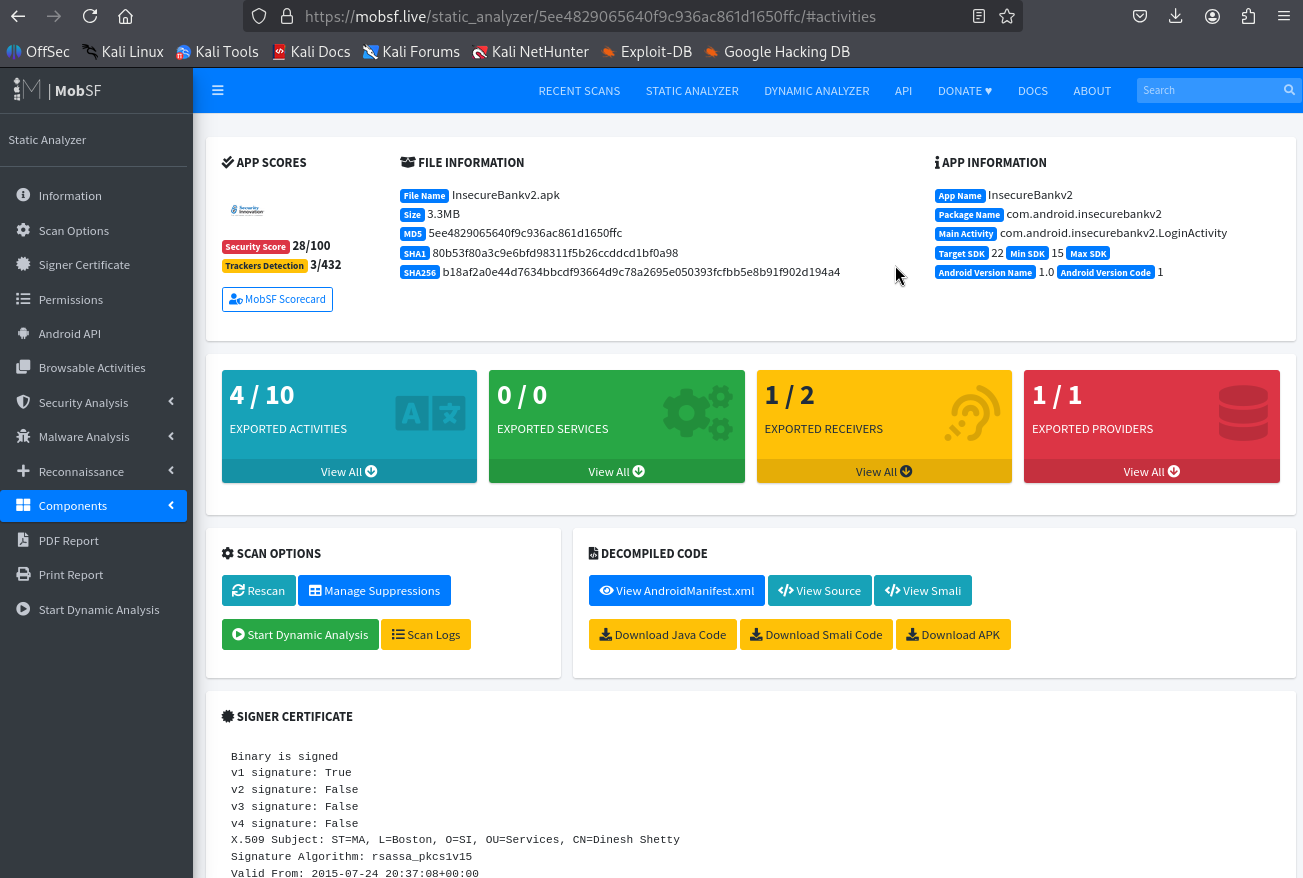 https://mobsf.live/static_analyzer/5ee4829065640f9c936ac861d1650ffc/#activities
OffSec Kali Linux Kali Tools Kali Docs Kali Forums Kali NetHunter Exploit-DB Google Hacking DB
| MobSF
RECENT SCANS STATIC ANALYZER DYNAMIC ANALYZER API DONATE ♥ DOCS ABOUT Search
Static Analyzer
Information
Scan Options
Signer Certificate
Permissions
Android API
Browsable Activities
Security Analysis
Malware Analysis
Reconnaissance
Components
PDF Report
Print Report
Start Dynamic Analysis
APP SCORES
Security Innovation
Security Score 28/100
Trackers Detection 3/432
MobSF Scorecard
FILE INFORMATION
File Name InsecureBankv2.apk
Size 3.3MB
MD5 5ee4829065640f9c936ac861d1650ffc
SHA1 80b53f80a3c9e6bfd98311f5b26ccddcd1bf0a98
SHA256 b18af2a0e44d7634bbcdf93664d9c78a2695e050393fcfbb5e8b91f902d194a4
APP INFORMATION
App Name InsecureBankv2
Package Name com.android.insecurebankv2
Main Activity com.android.insecurebankv2.LoginActivity
Target SDK 22 Min SDK 15 Max SDK
Android Version Name 1.0 Android Version Code 1
4 / 10
EXPORTED ACTIVITIES
View All
0 / 0
EXPORTED SERVICES
View All
1 / 2
EXPORTED RECEIVERS
View All
1 / 1
EXPORTED PROVIDERS
View All
SCAN OPTIONS
Rescan Manage Suppressions
Start Dynamic Analysis Scan Logs
DECOMPILED CODE
View AndroidManifest.xml View Source View Smali
Download Java Code Download Smali Code Download APK
SIGNER CERTIFICATE
Binary is signed
v1 signature: True
v2 signature: False
v3 signature: False
v4 signature: False
X.509 Subject: ST=MA, L=Boston, O=SI, OU=Services, CN=Dinesh Shetty
Signature Algorithm: rsassa_pkcs1v15
Valid From: 2015-07-24 20:37:08+00:00